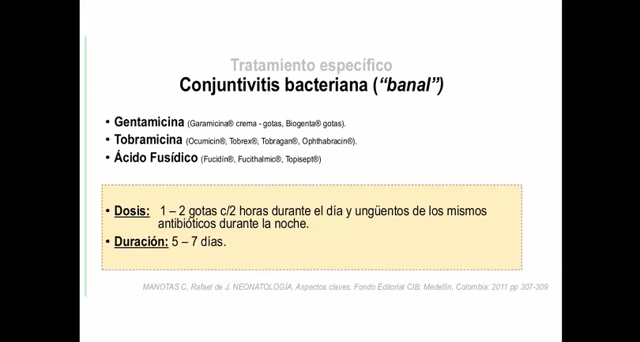 Tratamiento específico
Conjuntivitis bacteriana (“banal”)
• Gentamicina (Garamicina® crema - gotas, Biogenta® gotas).
• Tobramicina (Ocumicin®, Tobrex®, Tobragan®, Ophthabracin®).
• Ácido Fusídico (Fucidín®, Fucithalmic®, Topisept®)
• Dosis: 1 – 2 gotas c/2 horas durante el día y ungüentos de los mismos
antibióticos durante la noche.
• Duración: 5 – 7 días.
MANOTAS C, Rafael de J. NEONATOLOGÍA. Aspectos claves. Fondo Editorial CIB: Medellín, Colombia: 2011 pp 307-309